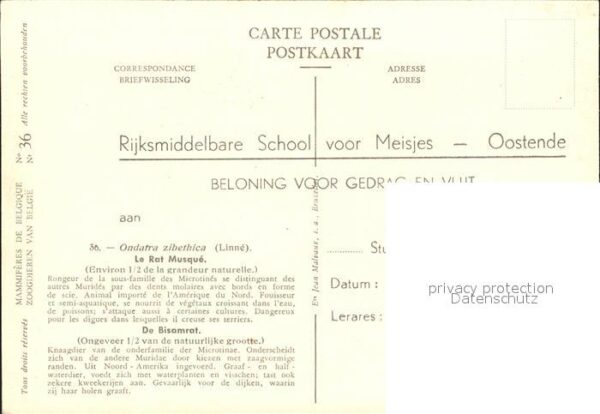 CARTE POSTALE
POSTKAART
CORRESPONDANCE
BRIEFWISSELING
ADRESSE
ADRES
Rijksmiddelbare School voor Meisjes — Oostende
BELONING VOOR GEDRAG EN VLIJT
aan
36. — Ondatra zibethica (Linné).
Le Rat Musqué.
(Environ 1/2 de la grandeur naturelle.)
Rongeur de la sous-famille des Microtinés se distinguant des
autres Muridés par des dents molaires avec bords en forme
de scie. Animal importé de l'Amérique du Nord. Fouisseur
et semi-aquatique, se nourrit de végétaux croissant dans l'eau,
de poissons; s'attaque aussi à certaines cultures. Dangereux
pour les digues dans lesquelles il creuse ses terriers.
De Bisamrat.
(Ongeveer 1/2 van de natuurlijke grootte.)
Knaagdier van de onderfamilie der Microtinae. Onderscheidt
zich van de andere Muridae door kiezen met zaagvormige
randen. Uit Noord-Amerika ingevoerd. Graaf- en half-
waterdier, voedt zich met waterplanten en visschen; tast ook
zekere kweekerijen aan. Gevaarlijk voor de dijken, waarin
zij haar holen graaft.
Stu
Datum :
Lerares :
privacy protection
Datenschutz
Tous droits réservés
MAMMIFÈRES DE BELGIQUE
ZOOGDIEREN VAN BELGIË
Nº 36
Nr
Alle rechten voorbehouden
Jean Malvaux, s. a.,